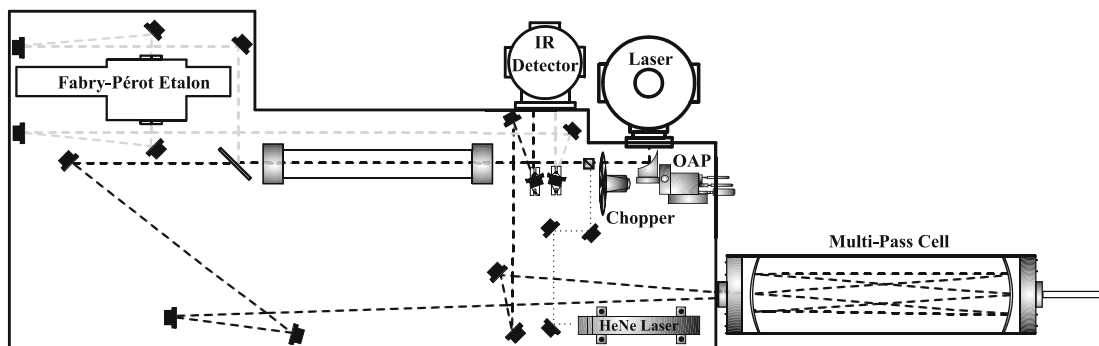 IR
Detector
Laser
Fabry-Pérot Etalon
OAP
Chopper
Multi-Pass Cell
HeNe Laser